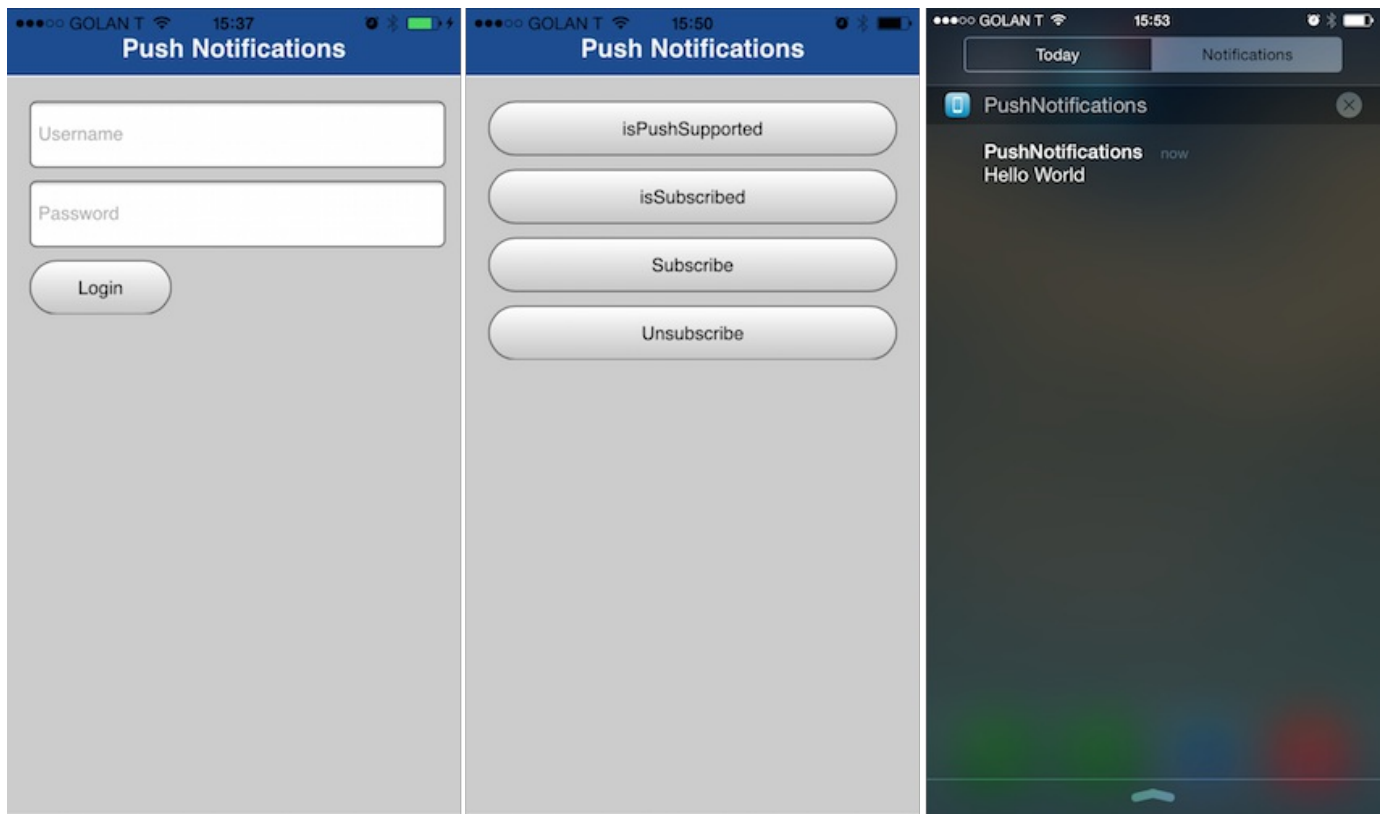 GOLAN T 15:37
Push Notifications
Username
Password
Login
GOLAN T 15:50
Push Notifications
isPushSupported
isSubscribed
Subscribe
Unsubscribe
GOLAN T 15:53
Today Notifications
PushNotifications
PushNotifications now
Hello World